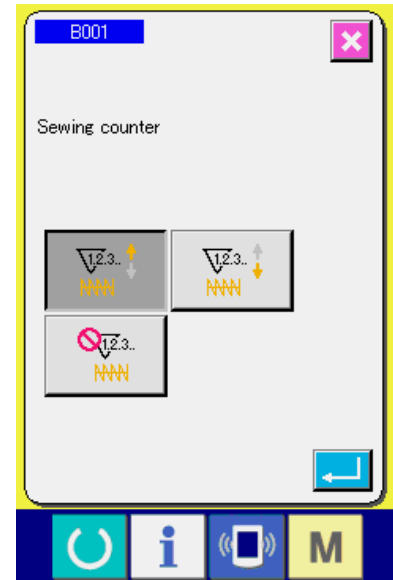 B001
Sewing counter
1,2,3.. 1,2,3..
1,2,3..
i M